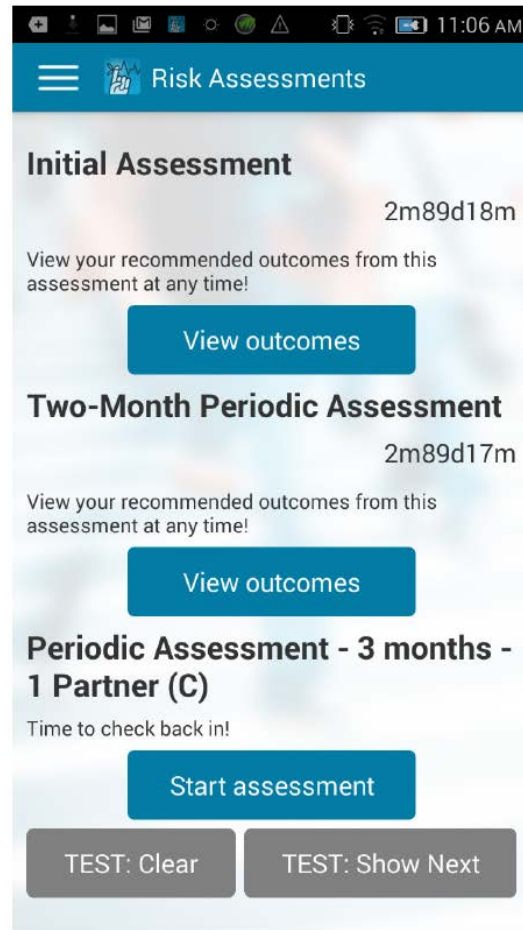 11:06 AM
Risk Assessments
Initial Assessment
2m89d18m
View your recommended outcomes from this
assessment at any time!
View outcomes
Two-Month Periodic Assessment
2m89d17m
View your recommended outcomes from this
assessment at any time!
View outcomes
Periodic Assessment - 3 months -
1 Partner (C)
Time to check back in!
Start assessment
TEST: Clear
TEST: Show Next